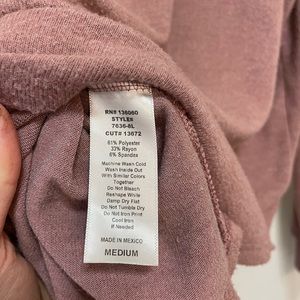 RN# 136060
STYLE#
7636-8L
CUT# 13672
61% Polyester
33% Rayon
6% Spandex
Machine Wash Cold
Wash Inside Out
With Similar Colors
Together
Do Not Bleach
Reshape While
Damp Dry Flat
Do Not Tumble Dry
Do Not Iron Print
Cool Iron
If Needed
MADE IN MEXICO
MEDIUM